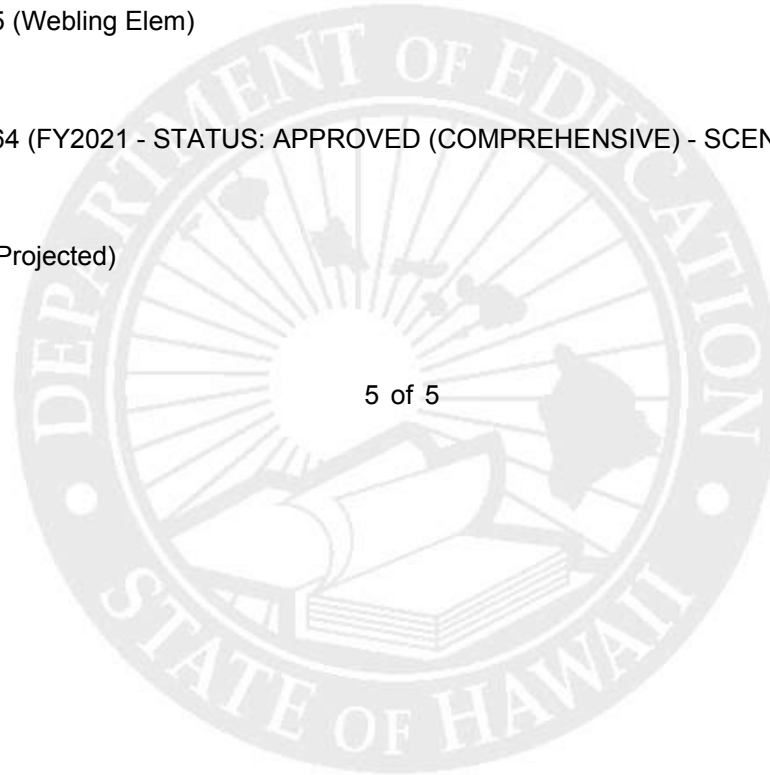 5 (Webling Elem)
64 (FY2021 - STATUS: APPROVED (COMPREHENSIVE) - SCEN
Projected)
5 of 5
DEPARTMENT OF EDUCATION
STATE OF HAWAII